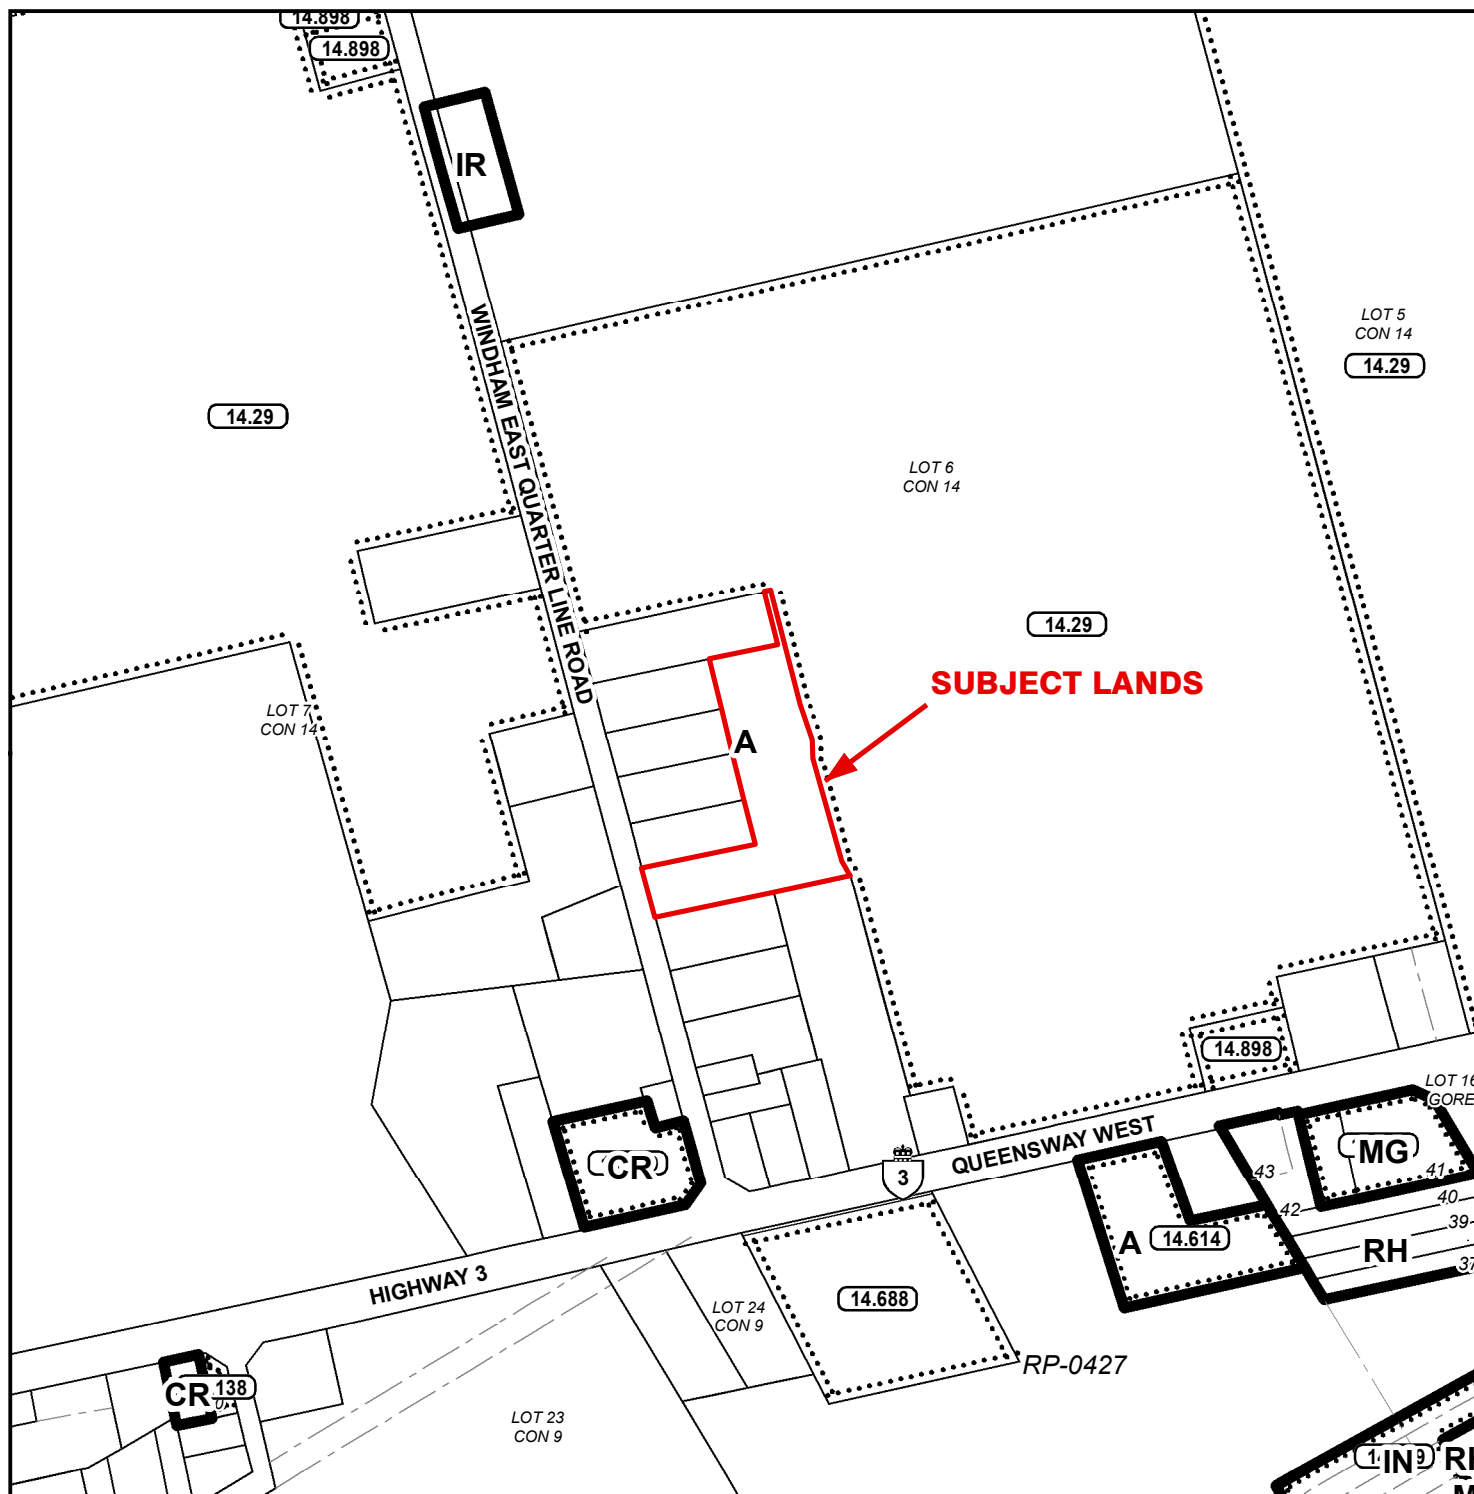 14.898
14.898
IR
LOT 5
CON 14
14.29
WINDHAM EAST QUARTER LINE ROAD
14.29
LOT 6
CON 14
14.29
SUBJECT LANDS
LOT 7
CON 14
A
14.898
LOT 16
GORE
QUEENSWAY WEST
3
CR
MG
43
41
42
40
39
37
A
14.614
RH
HIGHWAY 3
14.688
LOT 24
CON 9
RP-0427
CR
138
LOT 23
CON 9
IN